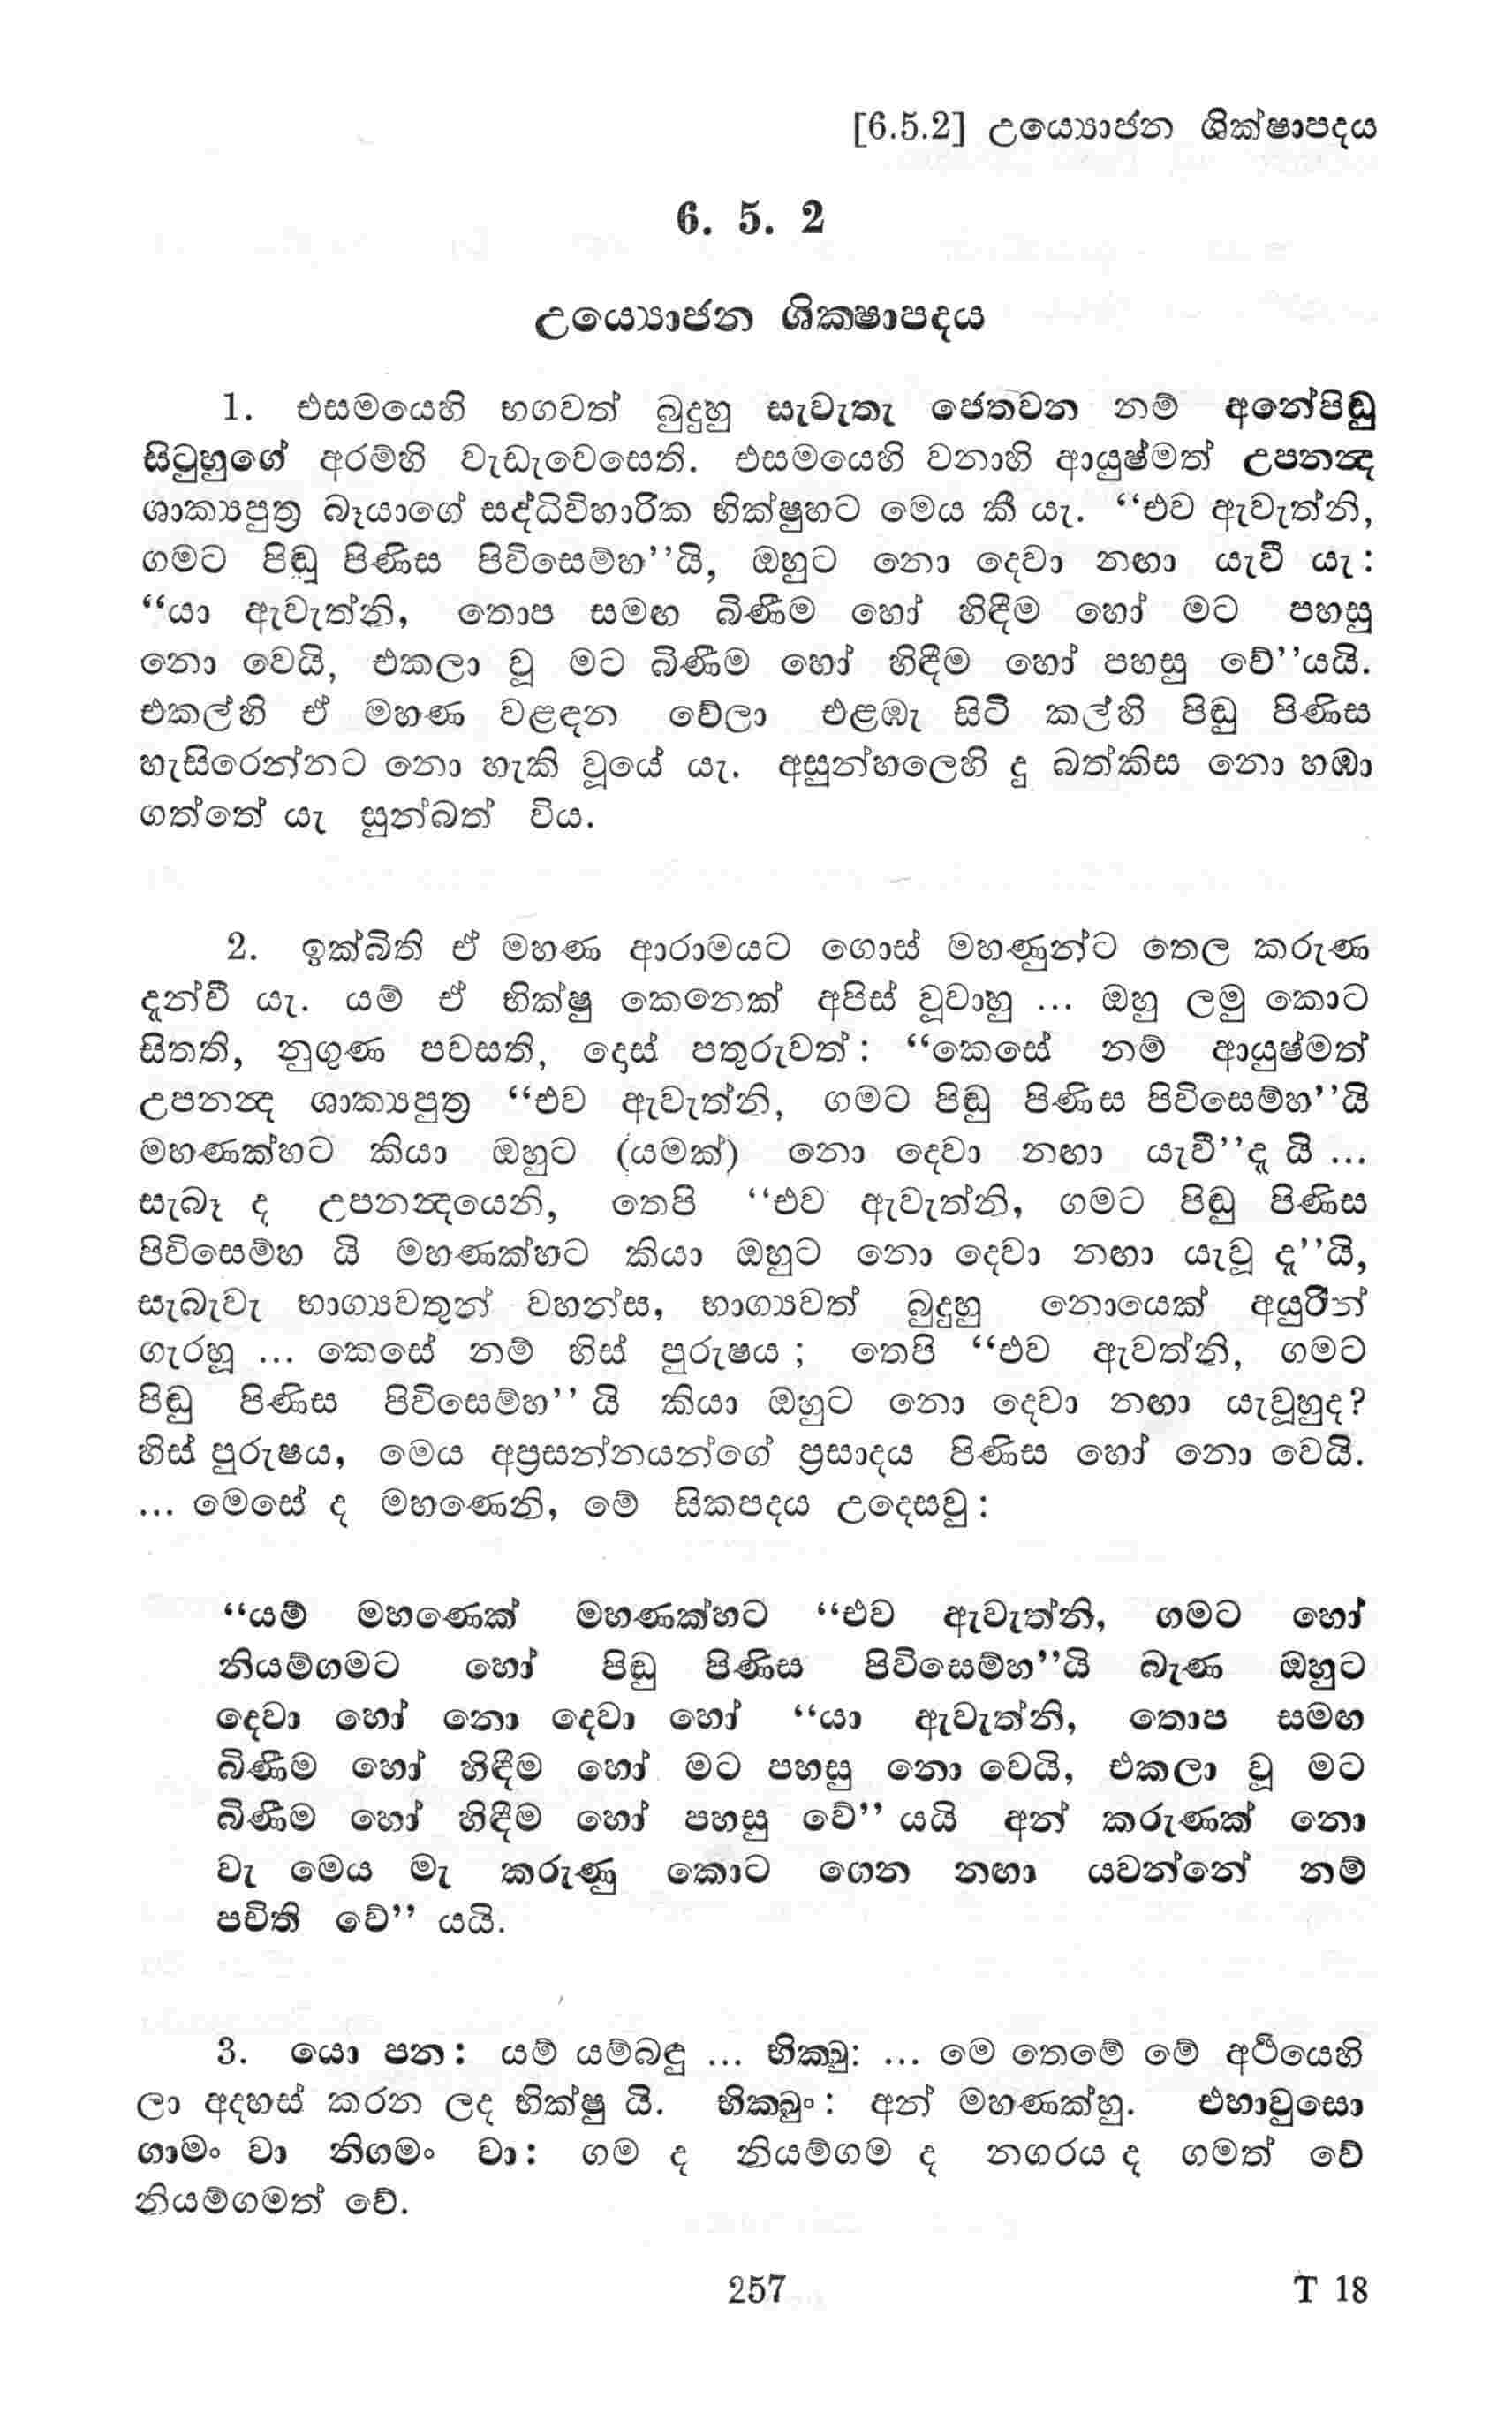 [6.5.2] උය්‍යොජන ශික්ෂාපදය
6. 5. 2
උය්‍යොජන ශික්‍ෂාපදය
1. එසමයෙහි භගවත් බුදුහු සැවැතැ ජෙතවන නම් අනේපිඬු
සිටුහුගේ අරම්හි වැඩැවෙසෙති. එසමයෙහි වනාහි ආයුෂ්මත් උපනන්‍ද
ශාක්‍යපුත්‍ර බෑයාගේ සද්ධිවිහාරික භික්ෂුහට මෙය කී යැ. “එව ඇවැත්නි,
ගමට පිඬු පිණිස පිවිසෙම්හ”යි, ඔහුට නො දෙවා නඟා යැවී යැ:
“යා ඇවැත්නි, තොප සමඟ බිණීම හෝ හිඳීම හෝ මට පහසු
නො වෙයි, එකලා වූ මට බිණීම හෝ හිඳීම හෝ පහසු වේ”යයි.
එකල්හි ඒ මහණ වළඳන වේලා එළඹැ සිටි කල්හි පිඬු පිණිස
හැසිරෙන්නට නො හැකි වූයේ යැ. අසුන්හලෙහි දු බත්කිස නො හඹා
ගත්තේ යැ සුන්බත් විය.
2. ඉක්බිති ඒ මහණ ආරාමයට ගොස් මහණුන්ට තෙල කරුණ
දැන්වී යැ. යම් ඒ භික්ෂු කෙනෙක් අපිස් වූවාහු ... ඔහු ලමු කොට
සිතති, නුගුණ පවසති, දොස් පතුරුවත්: “කෙසේ නම් ආයුෂ්මත්
උපනන්‍ද ශාක්‍යපුත්‍ර “එව ඇවැත්නි, ගමට පිඬු පිණිස පිවිසෙම්හ”යි
මහණක්හට කියා ඔහුට (යමක්) නො දෙවා නඟා යැවී”දැ යි ...
සැබෑ ද උපනන්‍දයෙනි, තෙපි “එව ඇවැත්නි, ගමට පිඬු පිණිස
පිවිසෙම්හ යි මහණක්හට කියා ඔහුට නො දෙවා නඟා යැවූ දැ”යි,
සැබැවැ භාග්‍යවතුන් වහන්ස, භාග්‍යවත් බුදුහු නොයෙක් අයුරින්
ගැරහූ ... කෙසේ නම් හිස් පුරුෂය; තෙපි “එව ඇවත්නි, ගමට
පිඬු පිණිස පිවිසෙම්හ” යි කියා ඔහුට නො දෙවා නඟා යැවූහුද?
හිස් පුරුෂය, මෙය අප්‍රසන්නයන්ගේ ප්‍රසාදය පිණිස හෝ නො වෙයි.
... මෙසේ ද මහණෙනි, මේ සිකපදය උදෙසවු:
“යම් මහණෙක් මහණක්හට “එව ඇවැත්නි, ගමට හෝ
නියම්ගමට හෝ පිඬු පිණිස පිවිසෙම්හ”යි බැණ ඔහුට
දෙවා හෝ නො දෙවා හෝ “යා ඇවැත්නි, තොප සමඟ
බිණීම හෝ හිඳීම හෝ මට පහසු නො වෙයි, එකලා වූ මට
බිණීම හෝ හිඳීම හෝ පහසු වේ” යයි අන් කරුණක් නො
වැ මෙය මැ කරුණු කොට ගෙන නඟා යවන්නේ නම්
පචිති වේ” යයි.
3. යො පන: යම් යම්බඳු ... භික්‍ඛු: ... මෙ තෙමේ මේ අර්‍ථයෙහි
ලා අදහස් කරන ලද භික්ෂු යි. භික්‍ඛුං: අන් මහණක්හු. එහාවුසො
ගාමං වා නිගමං වා: ගම ද නියම්ගම ද නගරය ද ගමත් වේ
නියම්ගමත් වේ.
257
T 18